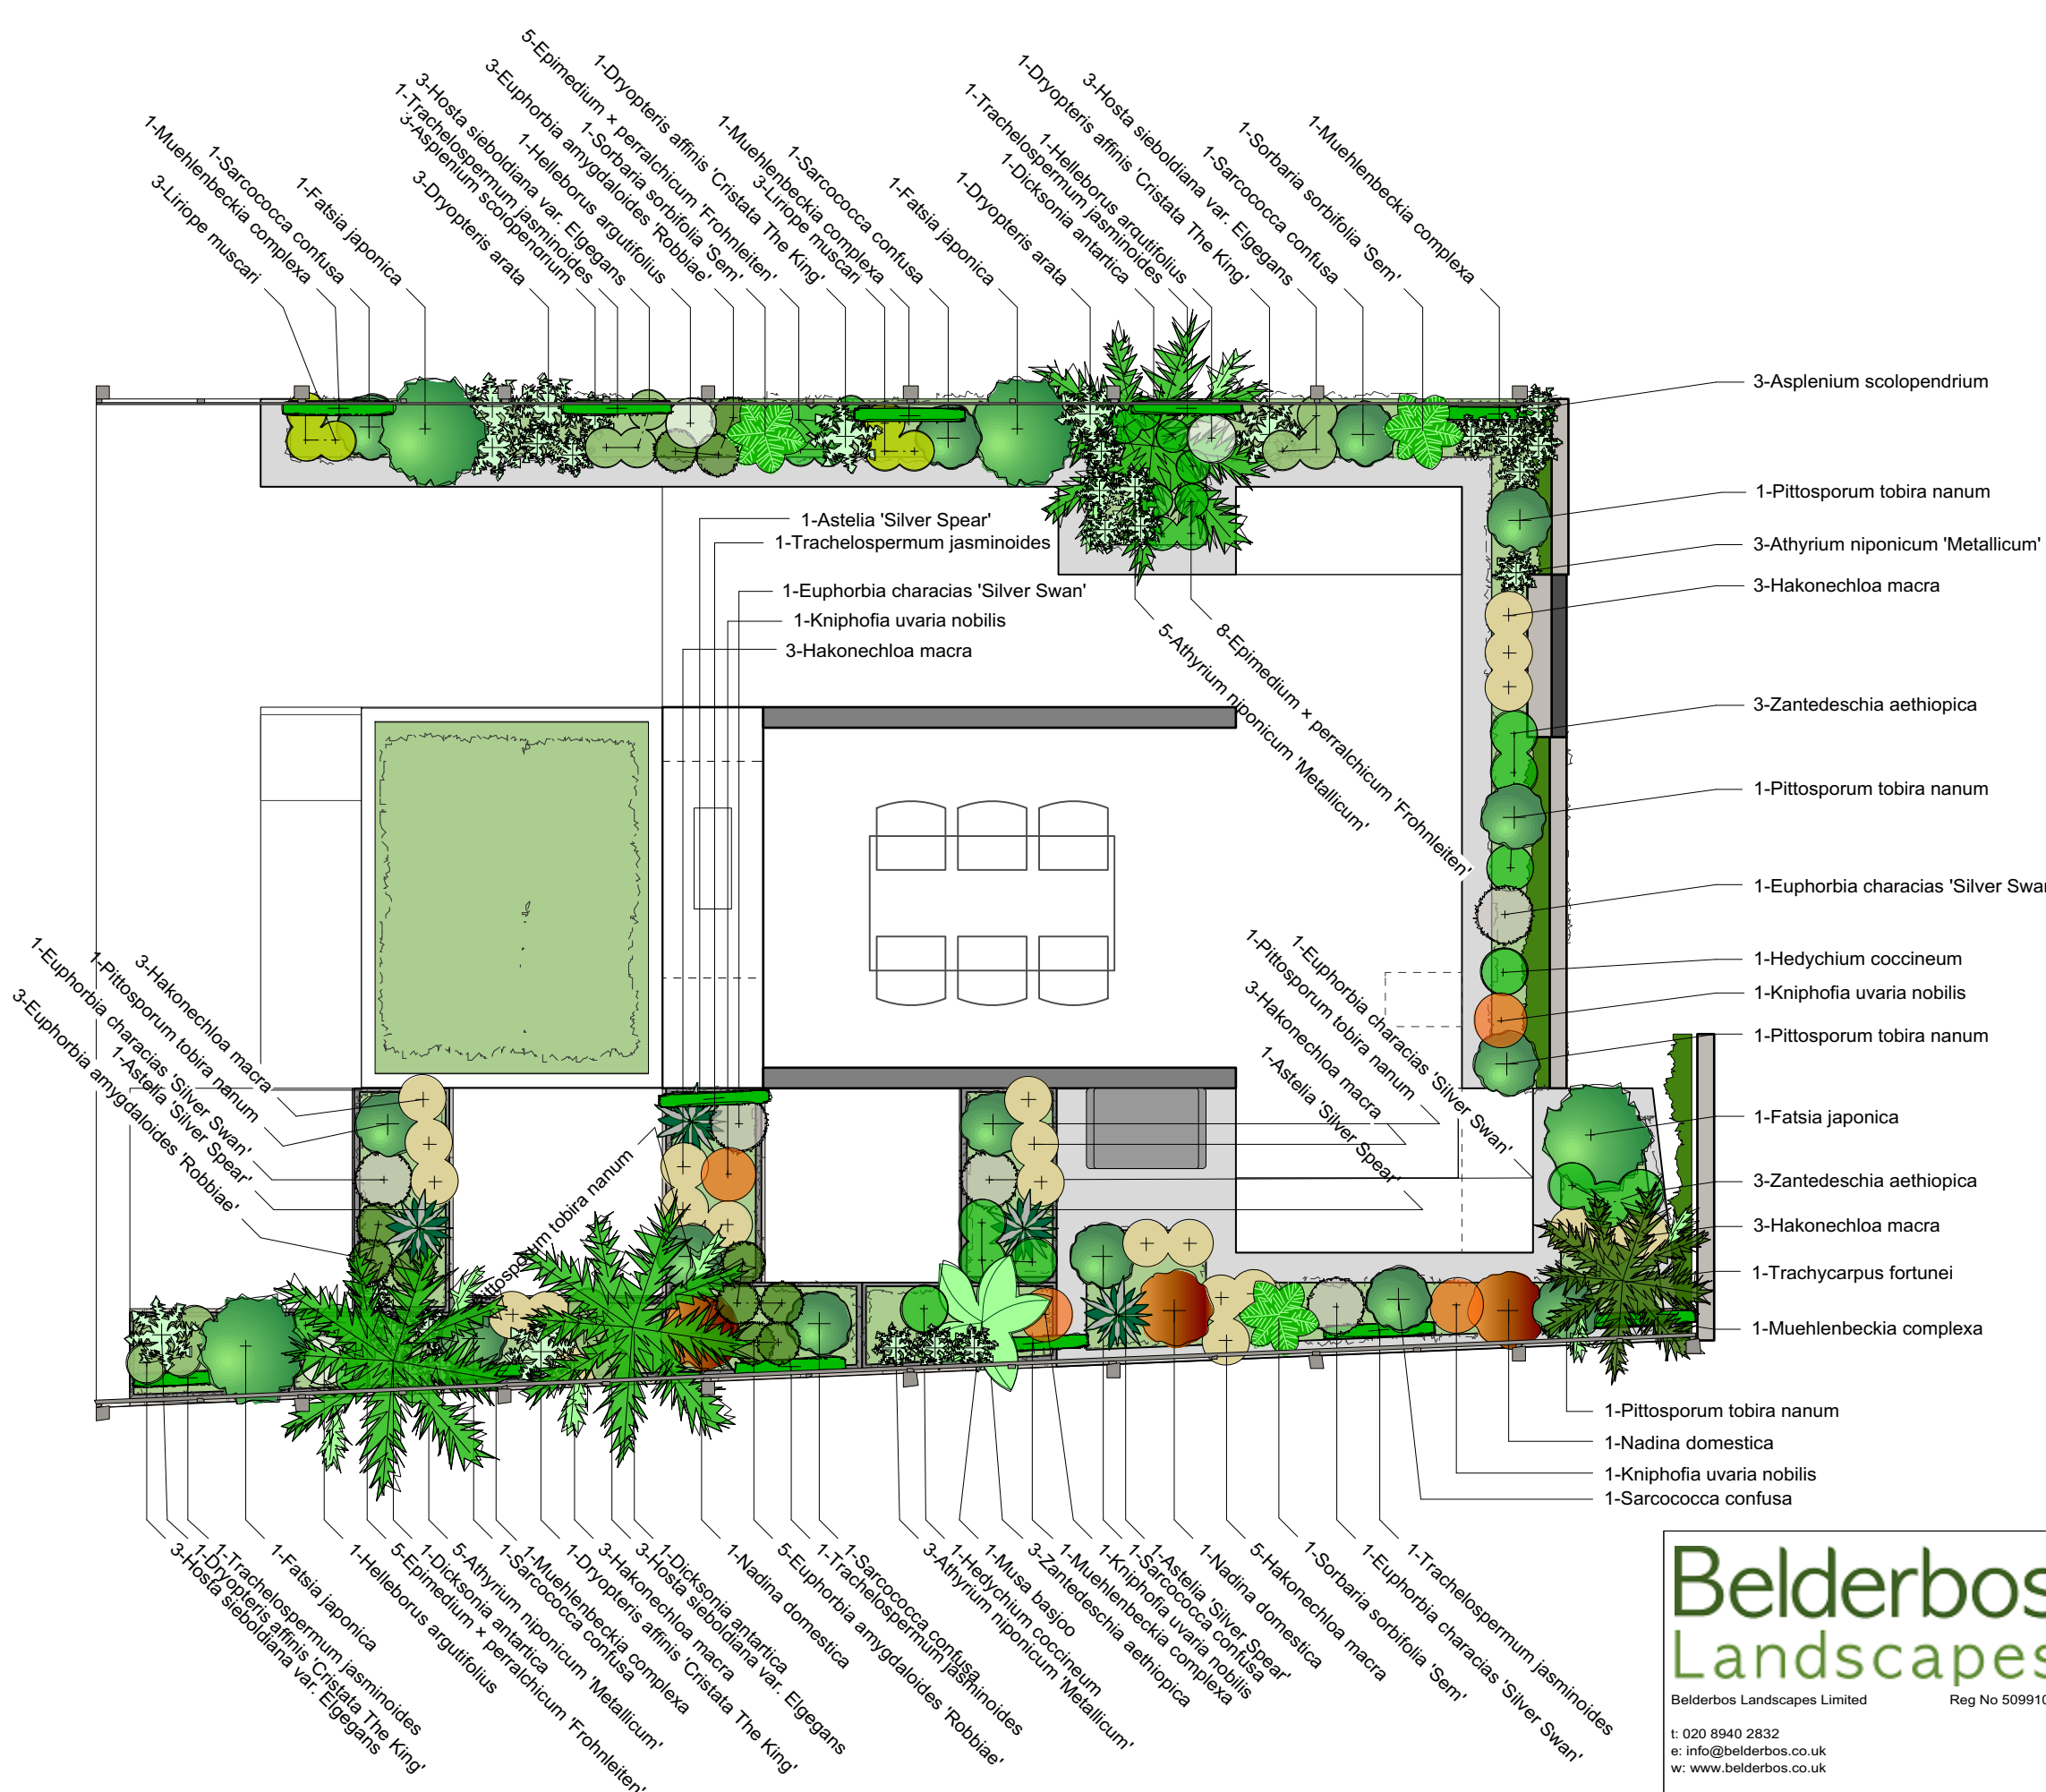 1-Muehlenbeckia complexa
1-Sarcococca confusa
3-Liriope muscari
1-Fatsia japonica
3-Dryopteris arata
3-Asplenium scolopendrium
1-Trachelospermum jasminoides
3-Hosta sieboldiana var. Elgegans
1-Helleborus argutifolius
3-Euphorbia amygdaloides 'Robbiae'
1-Sorbaria sorbifolia 'Sem'
5-Epimedium × perralchicum 'Frohnleiten'
1-Dryopteris affinis 'Cristata The King'
3-Liriope muscari
1-Muehlenbeckia complexa
1-Sarcococca confusa
1-Fatsia japonica
1-Dryopteris arata
1-Dicksonia antartica
1-Trachelospermum jasminoides
1-Helleborus argutifolius
1-Dryopteris affinis 'Cristata The King'
3-Hosta sieboldiana var. Elgegans
1-Sarcococca confusa
1-Sorbaria sorbifolia 'Sem'
1-Muehlenbeckia complexa
3-Asplenium scolopendrium
1-Pittosporum tobira nanum
3-Athyrium niponicum 'Metallicum'
3-Hakonechloa macra
3-Zantedeschia aethiopica
1-Pittosporum tobira nanum
1-Euphorbia characias 'Silver Swan
1-Hedychium coccineum
1-Kniphofia uvaria nobilis
1-Pittosporum tobira nanum
1-Fatsia japonica
3-Zantedeschia aethiopica
3-Hakonechloa macra
1-Trachycarpus fortunei
1-Muehlenbeckia complexa
1-Pittosporum tobira nanum
1-Nadina domestica
1-Kniphofia uvaria nobilis
1-Sarcococca confusa
1-Astelia 'Silver Spear'
1-Trachelospermum jasminoides
1-Euphorbia characias 'Silver Swan'
1-Kniphofia uvaria nobilis
3-Hakonechloa macra
5-Athyrium niponicum 'Metallicum'
8-Epimedium × perralchicum 'Frohnleiten'
3-Hakonechloa macra
1-Pittosporum tobira nanum
1-Euphorbia characias 'Silver Swan'
1-Astelia 'Silver Spear'
3-Euphorbia amygdaloides 'Robbiae'
Pittosporum tobira nanum
1-Euphorbia characias 'Silver Swan'
1-Pittosporum tobira nanum
3-Hakonechloa macra
1-Astelia 'Silver Spear'
3-Hosta sieboldiana var. Elgegans
1-Dryopteris affinis 'Cristata The King'
1-Trachelospermum jasminoides
1-Fatsia japonica
1-Helleborus argutifolius
5-Epimedium × perralchicum 'Frohnleiten'
1-Dicksonia antartica
5-Athyrium niponicum 'Metallicum'
1-Sarcococca confusa
1-Muehlenbeckia complexa
1-Dryopteris affinis 'Cristata The King'
3-Hakonechloa macra
3-Hosta sieboldiana var. Elgegans
1-Dicksonia antartica
1-Nadina domestica
5-Euphorbia amygdaloides 'Robbiae'
1-Trachelospermum jasminoides
1-Sarcococca confusa
3-Athyrium niponicum 'Metallicum'
1-Hedychium coccineum
1-Musa basjoo
3-Zantedeschia aethiopica
1-Muehlenbeckia complexa
1-Kniphofia uvaria nobilis
1-Sarcococca confusa
1-Astelia 'Silver Spear'
1-Nadina domestica
5-Hakonechloa macra
1-Sorbaria sorbifolia 'Sem'
1-Euphorbia characias 'Silver Swan'
1-Trachelospermum jasminoides
Belderbos
Landscapes
Belderbos Landscapes Limited Reg No 509910
t: 020 8940 2832
e: info@belderbos.co.uk
w: www.belderbos.co.uk